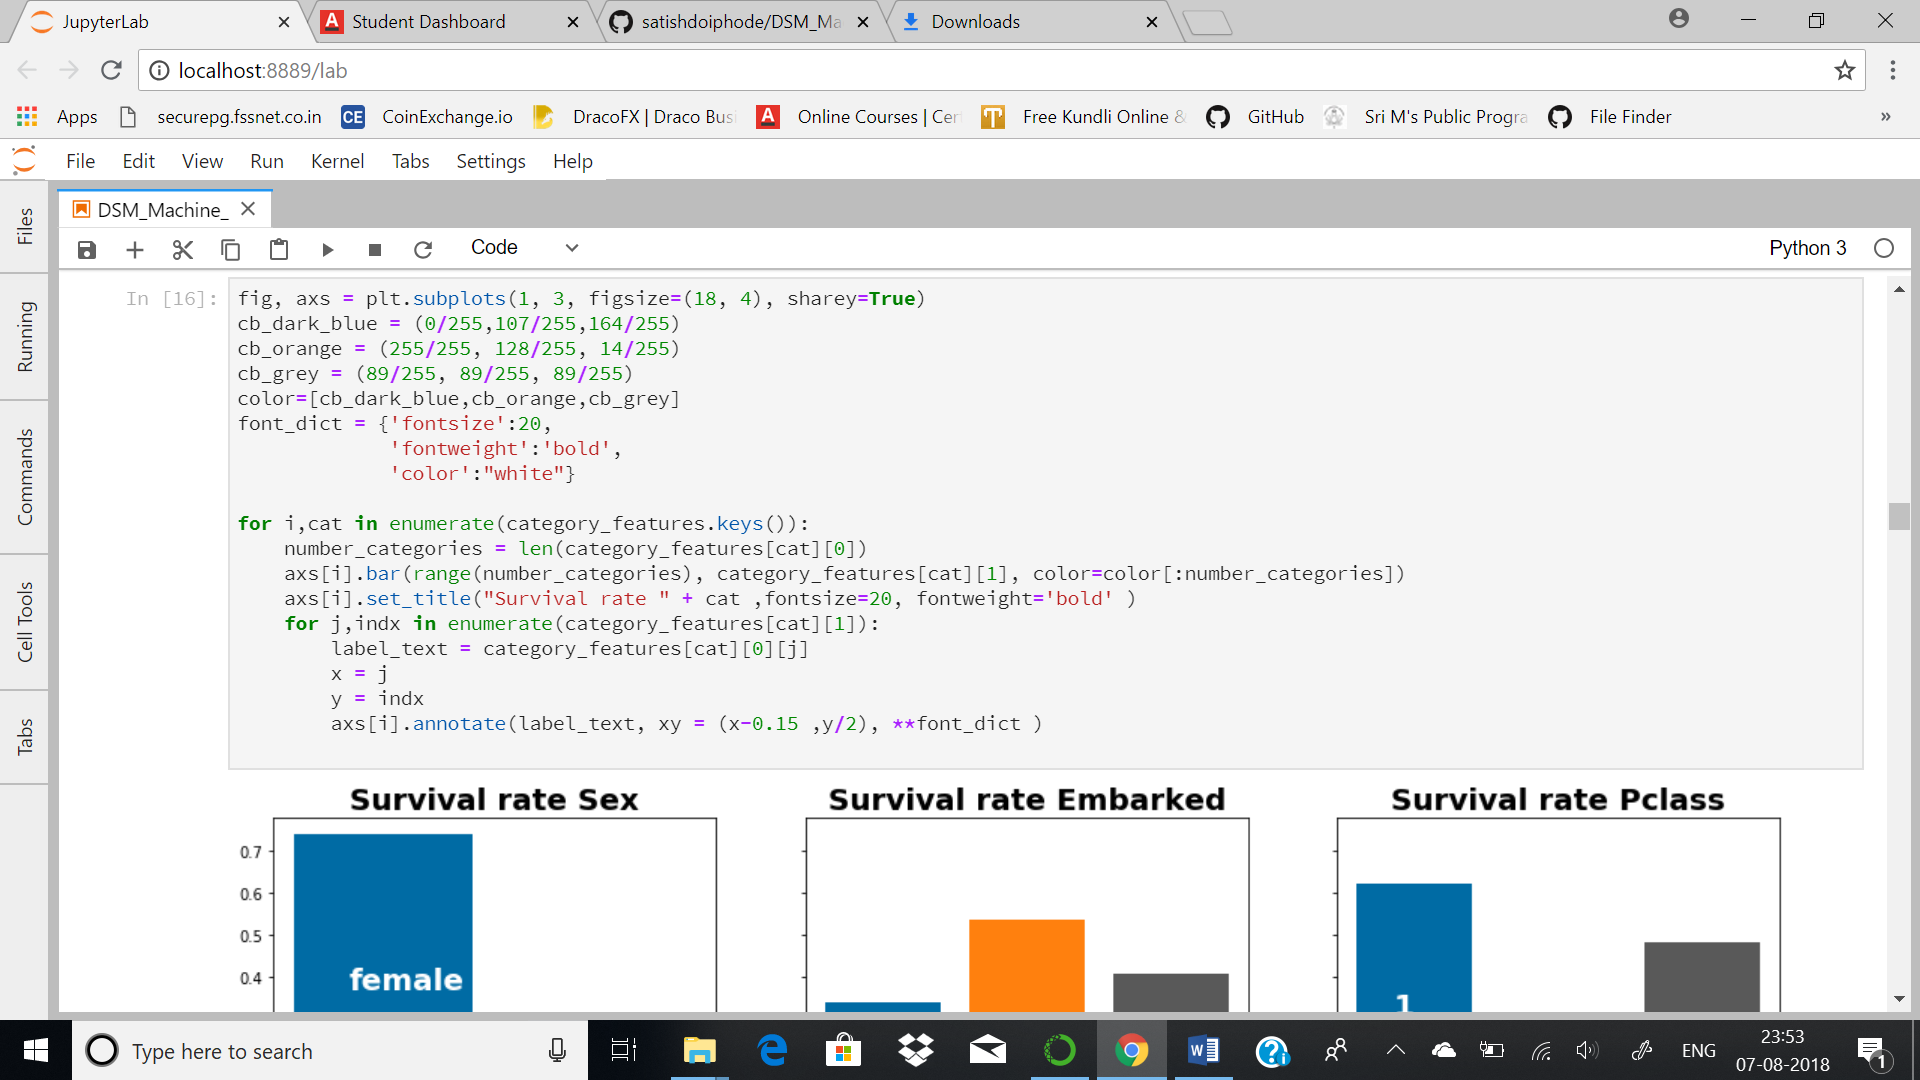 JupyterLab
Student Dashboard
satishdoiphode/DSM_Ma
Downloads
localhost:8889/lab
Apps
securepg.fssnet.co.in
CE CoinExchange.io
DracoFX | Draco Busi
Online Courses | Cer
Free Kundli Online &
GitHub
Sri M's Public Progra
File Finder
»
File Edit View Run Kernel Tabs Settings Help
Files
Running
Commands
Cell Tools
Tabs
DSM_Machine_
Code
Python 3
In [16]:
fig, axs = plt.subplots(1, 3, figsize=(18, 4), sharey=True)
cb_dark_blue = (0/255,107/255,164/255)
cb_orange = (255/255, 128/255, 14/255)
cb_grey = (89/255, 89/255, 89/255)
color=[cb_dark_blue,cb_orange,cb_grey]
font_dict = {'fontsize':20,
             'fontweight':'bold',
             'color':"white"}
for i,cat in enumerate(category_features.keys()):
    number_categories = len(category_features[cat][0])
    axs[i].bar(range(number_categories), category_features[cat][1], color=color[:number_categories])
    axs[i].set_title("Survival rate " + cat ,fontsize=20, fontweight='bold' )
    for j,indx in enumerate(category_features[cat][1]):
        label_text = category_features[cat][0][j]
        x = j
        y = indx
        axs[i].annotate(label_text, xy = (x-0.15 ,y/2), **font_dict )
Survival rate Sex
Survival rate Embarked
Survival rate Pclass
0.7
0.6
0.5
0.4
female
1
Type here to search
ENG
23:53
07-08-2018
1